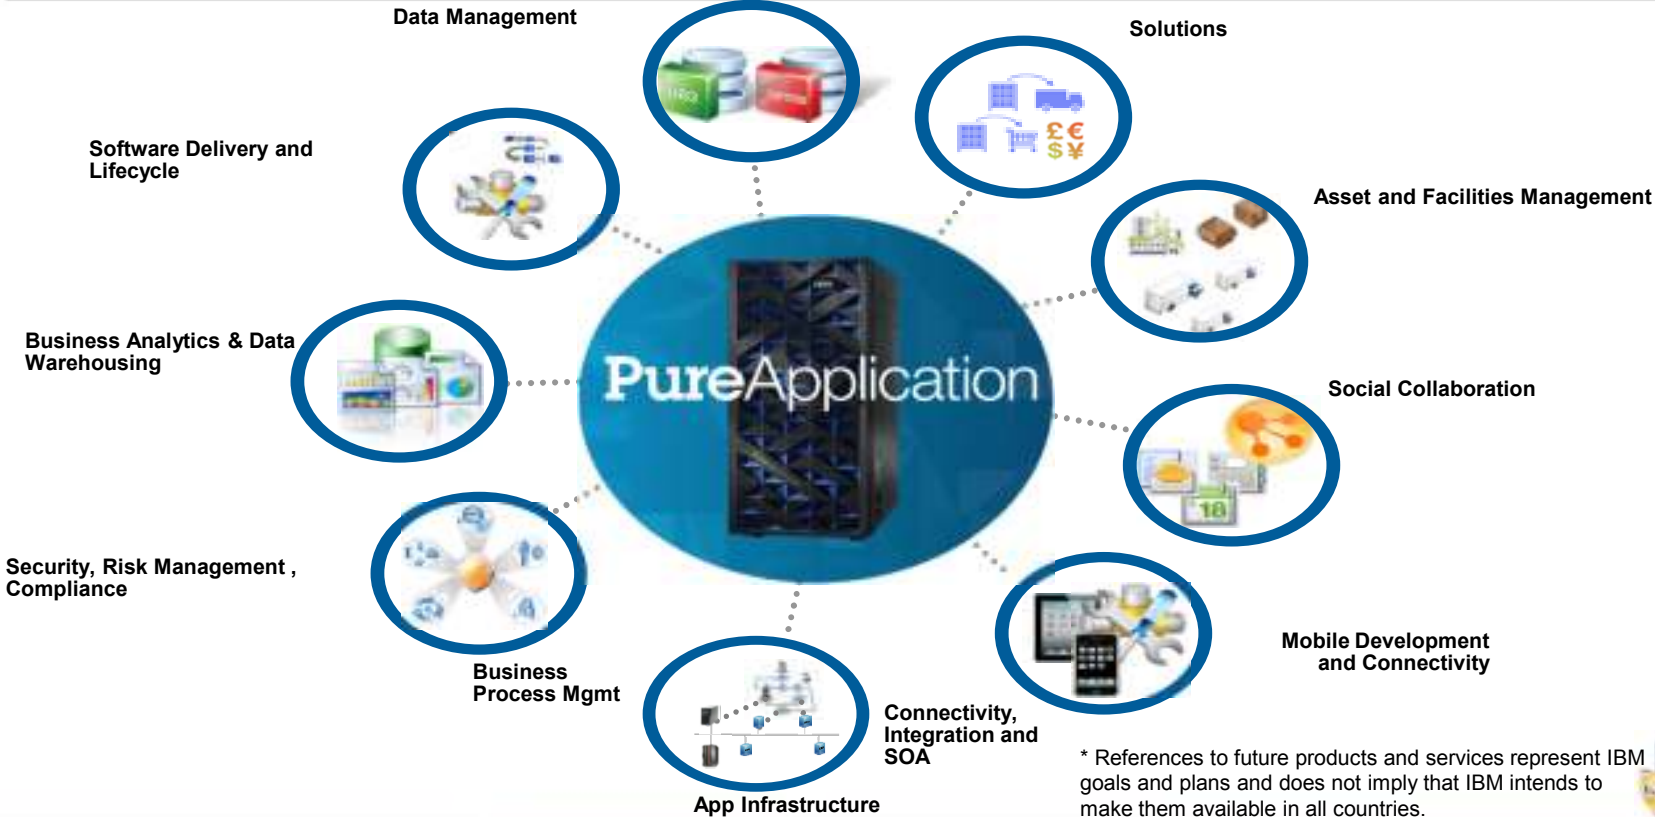 Data Management
Solutions
Software Delivery and
Lifecycle
Asset and Facilities Management
Business Analytics & Data
Warehousing
PureApplication
Social Collaboration
18
Security, Risk Management ,
Compliance
Business
Process Mgmt
Mobile Development
and Connectivity
Connectivity,
Integration and
SOA
App Infrastructure
* References to future products and services represent IBM
goals and plans and does not imply that IBM intends to
make them available in all countries.
£ €
$ ¥